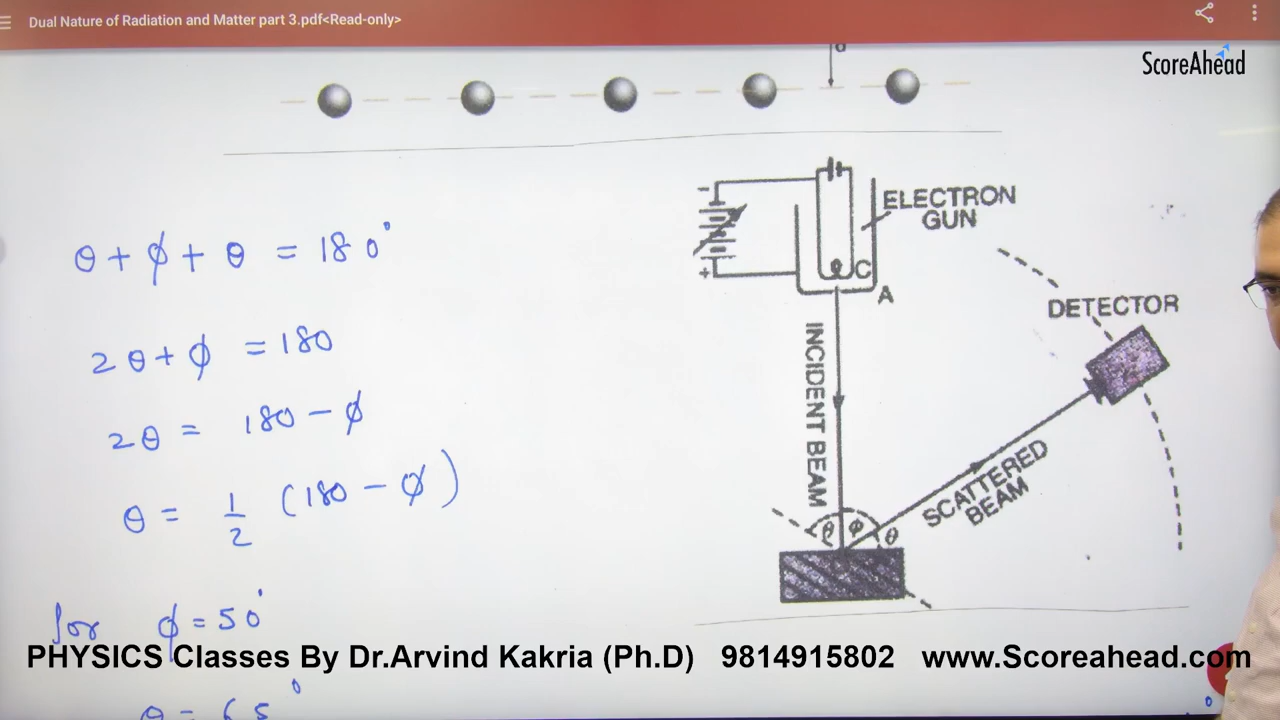 Dual Nature of Radiation and Matter part 3.pdf<Read-only>
ScoreAhead
θ + ϕ + θ = 180°
2θ + ϕ = 180
2θ = 180 - ϕ
θ = 1/2 (180 - ϕ)
for ϕ = 50°
θ = 65°
-
+
ELECTRON
GUN
C
A
DETECTOR
INCIDENT BEAM
SCATTERED
BEAM
θ ϕ θ
PHYSICS Classes By Dr.Arvind Kakria (Ph.D) 9814915802 www.Scoreahead.com